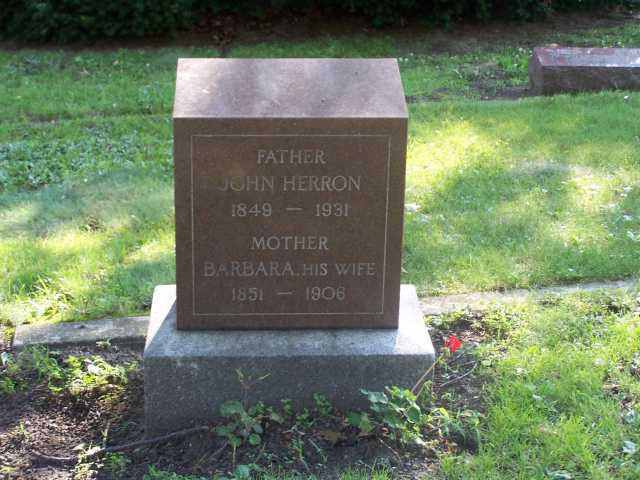 FATHER
JOHN HERRON
1849 — 1931
MOTHER
BARBARA, HIS WIFE
1851 — 1906